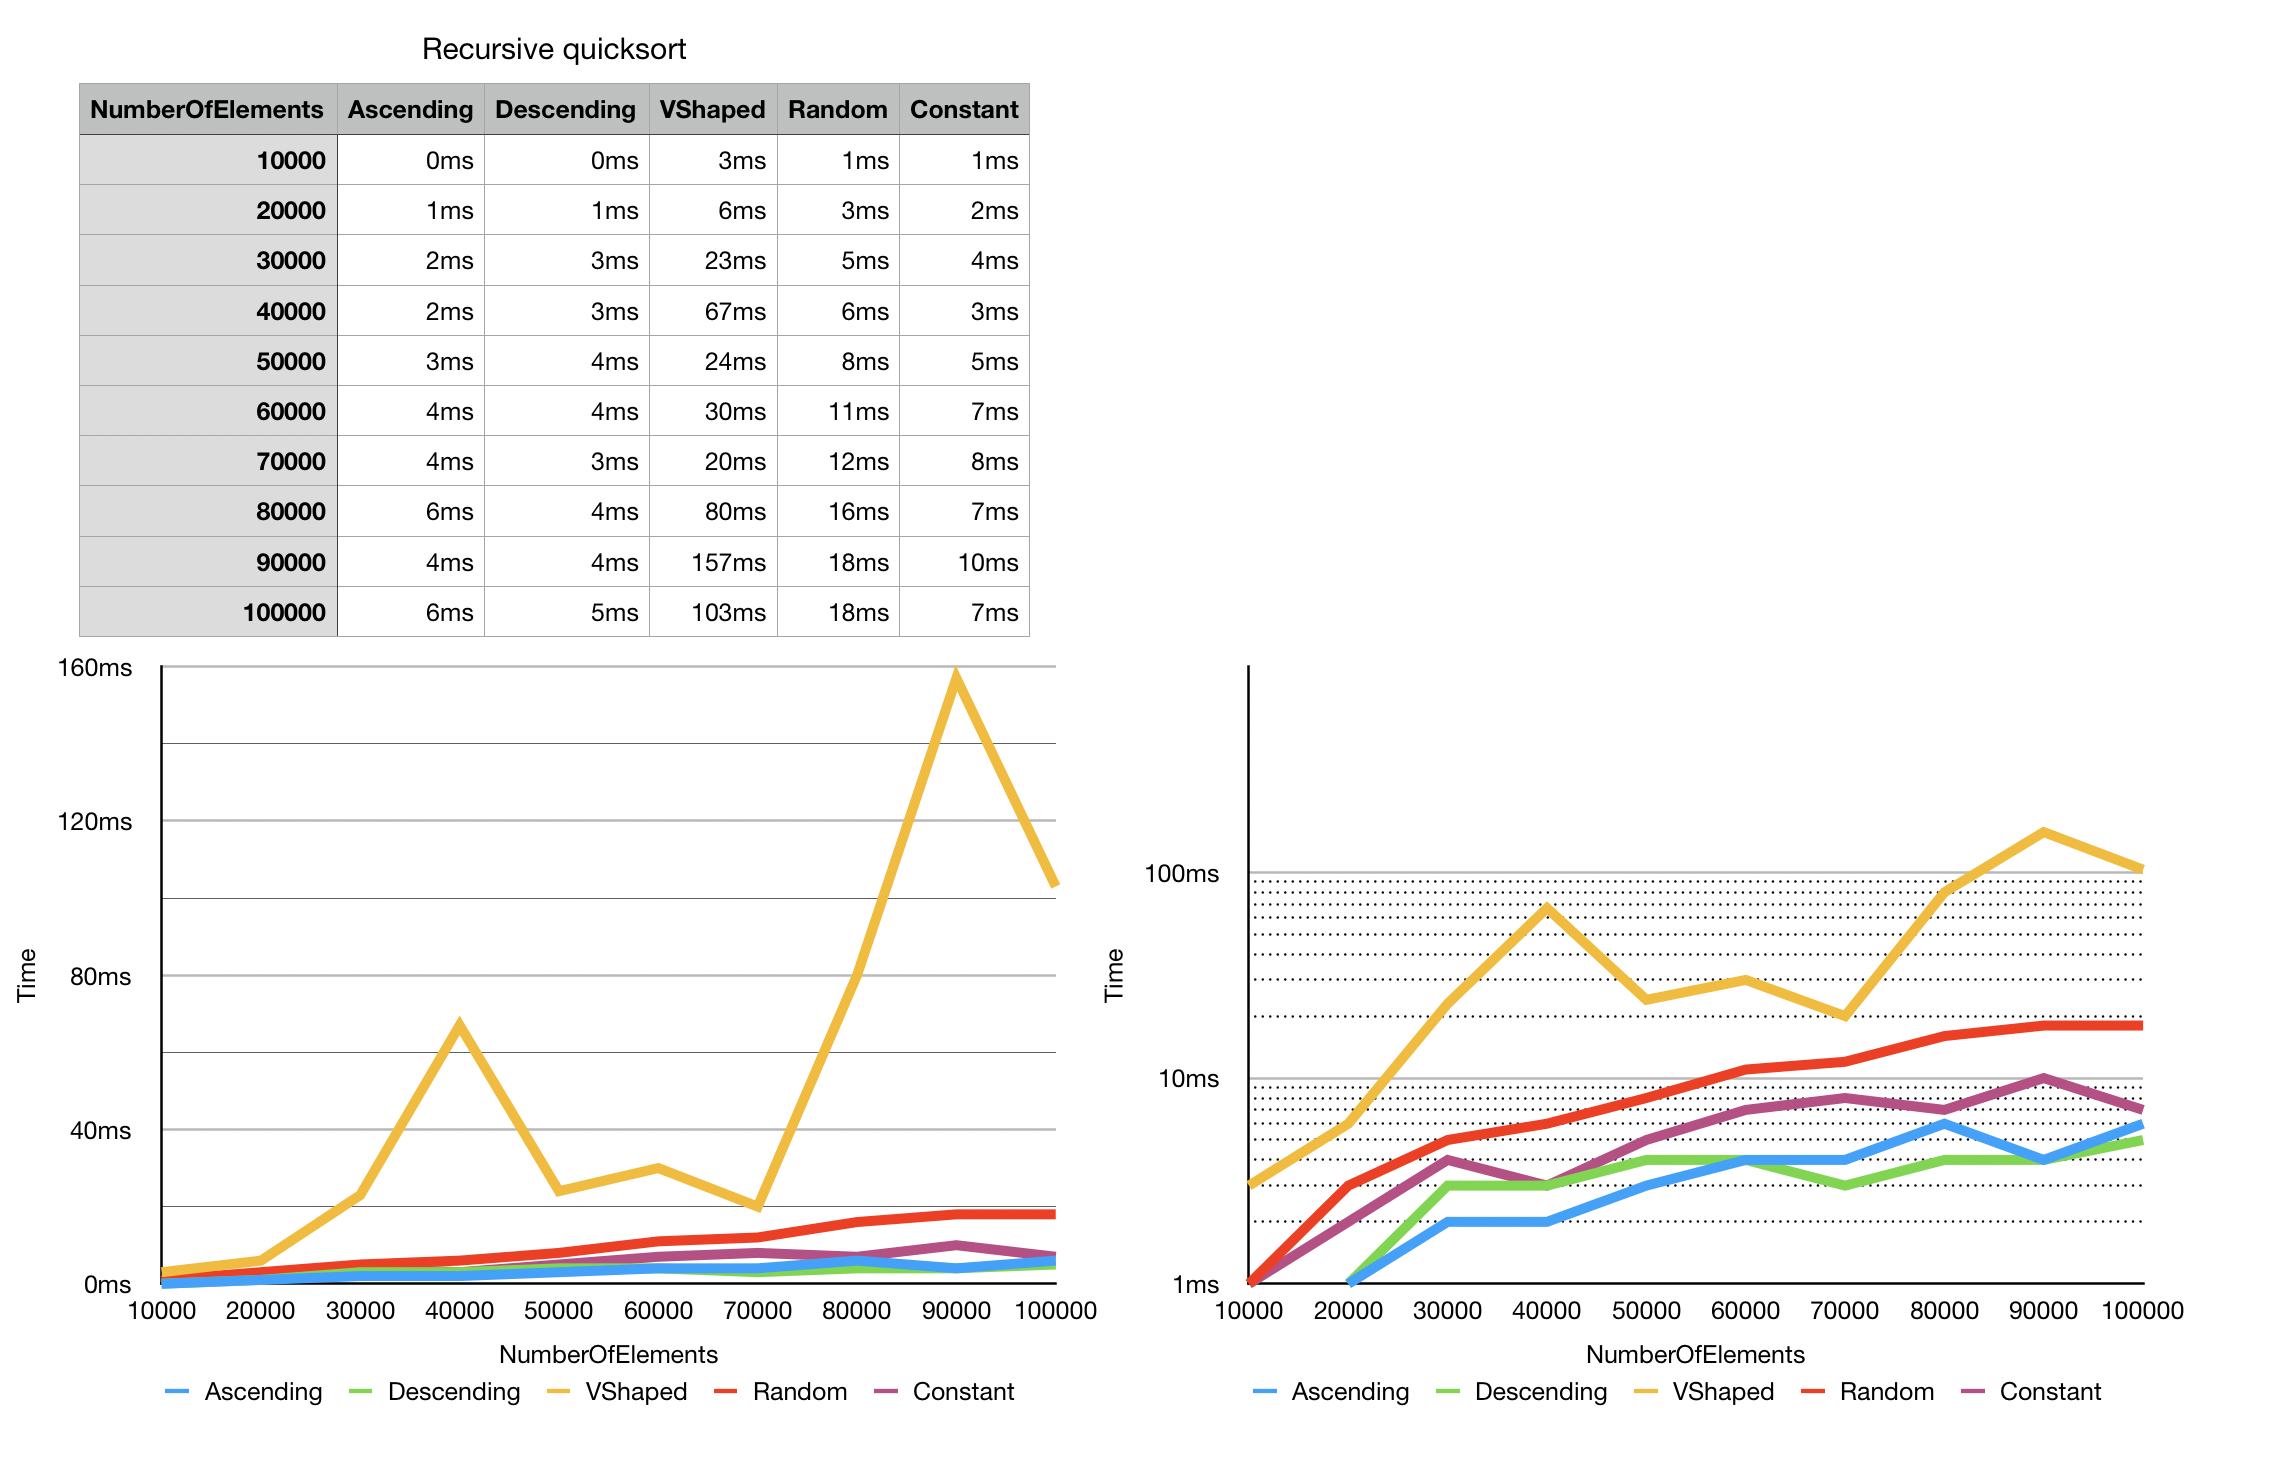 Recursive quicksort
NumberOfElements Ascending Descending VShaped Random Constant
10000 0ms 0ms 3ms 1ms 1ms
20000 1ms 1ms 6ms 3ms 2ms
30000 2ms 3ms 23ms 5ms 4ms
40000 2ms 3ms 67ms 6ms 3ms
50000 3ms 4ms 24ms 8ms 5ms
60000 4ms 4ms 30ms 11ms 7ms
70000 4ms 3ms 20ms 12ms 8ms
80000 6ms 4ms 80ms 16ms 7ms
90000 4ms 4ms 157ms 18ms 10ms
100000 6ms 5ms 103ms 18ms 7ms
Time
160ms
120ms
80ms
40ms
0ms
10000 20000 30000 40000 50000 60000 70000 80000 90000 100000
NumberOfElements
Ascending Descending VShaped Random Constant
Time
100ms
10ms
1ms
10000 20000 30000 40000 50000 60000 70000 80000 90000 100000
NumberOfElements
Ascending Descending VShaped Random Constant